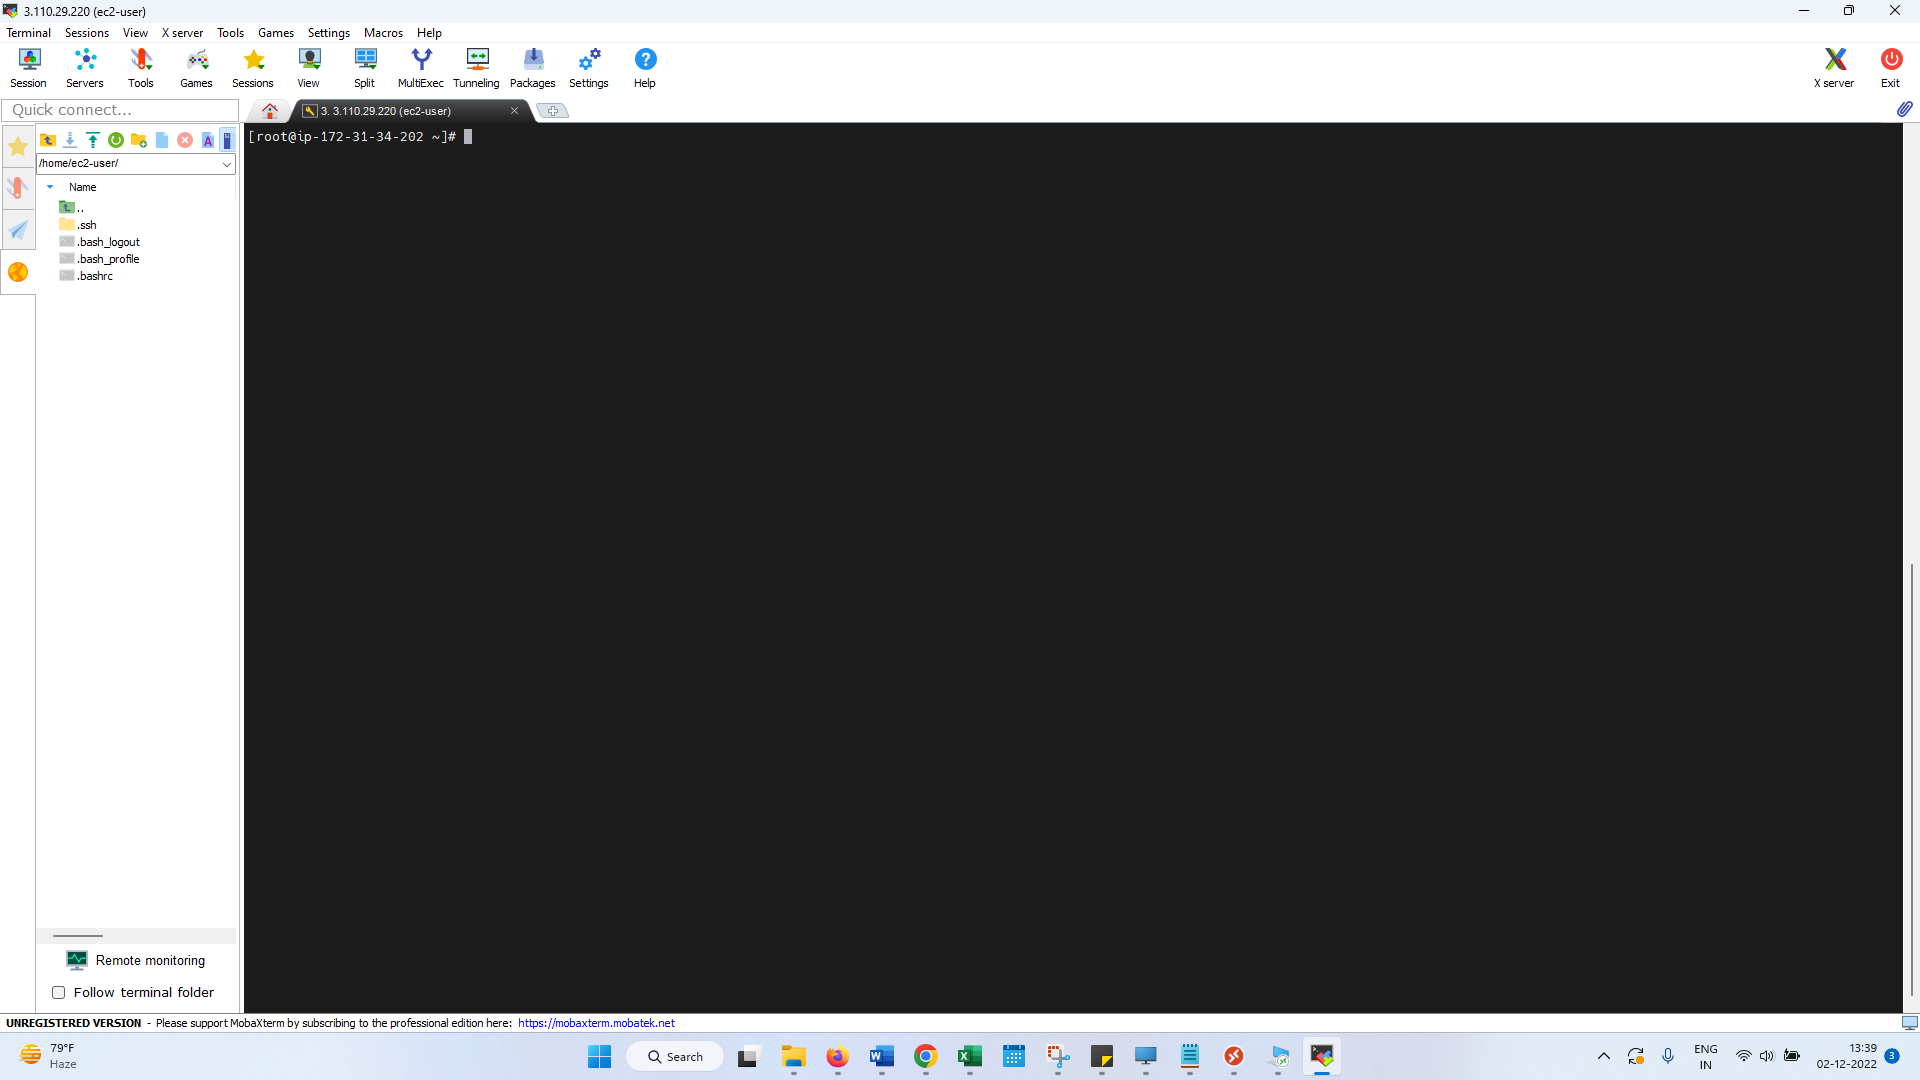 3.110.29.220 (ec2-user)
Terminal Sessions View X server Tools Games Settings Macros Help
Session Servers Tools Games Sessions View Split MultiExec Tunneling Packages Settings Help X server Exit
Quick connect...
3. 3.110.29.220 (ec2-user)
/home/ec2-user/
[root@ip-172-31-34-202 ~]#
Name
..
.ssh
.bash_logout
.bash_profile
.bashrc
Remote monitoring
Follow terminal folder
UNREGISTERED VERSION - Please support MobaXterm by subscribing to the professional edition here: https://mobaxterm.mobatek.net
79°F
Haze
Search
ENG
IN
13:39
02-12-2022
3